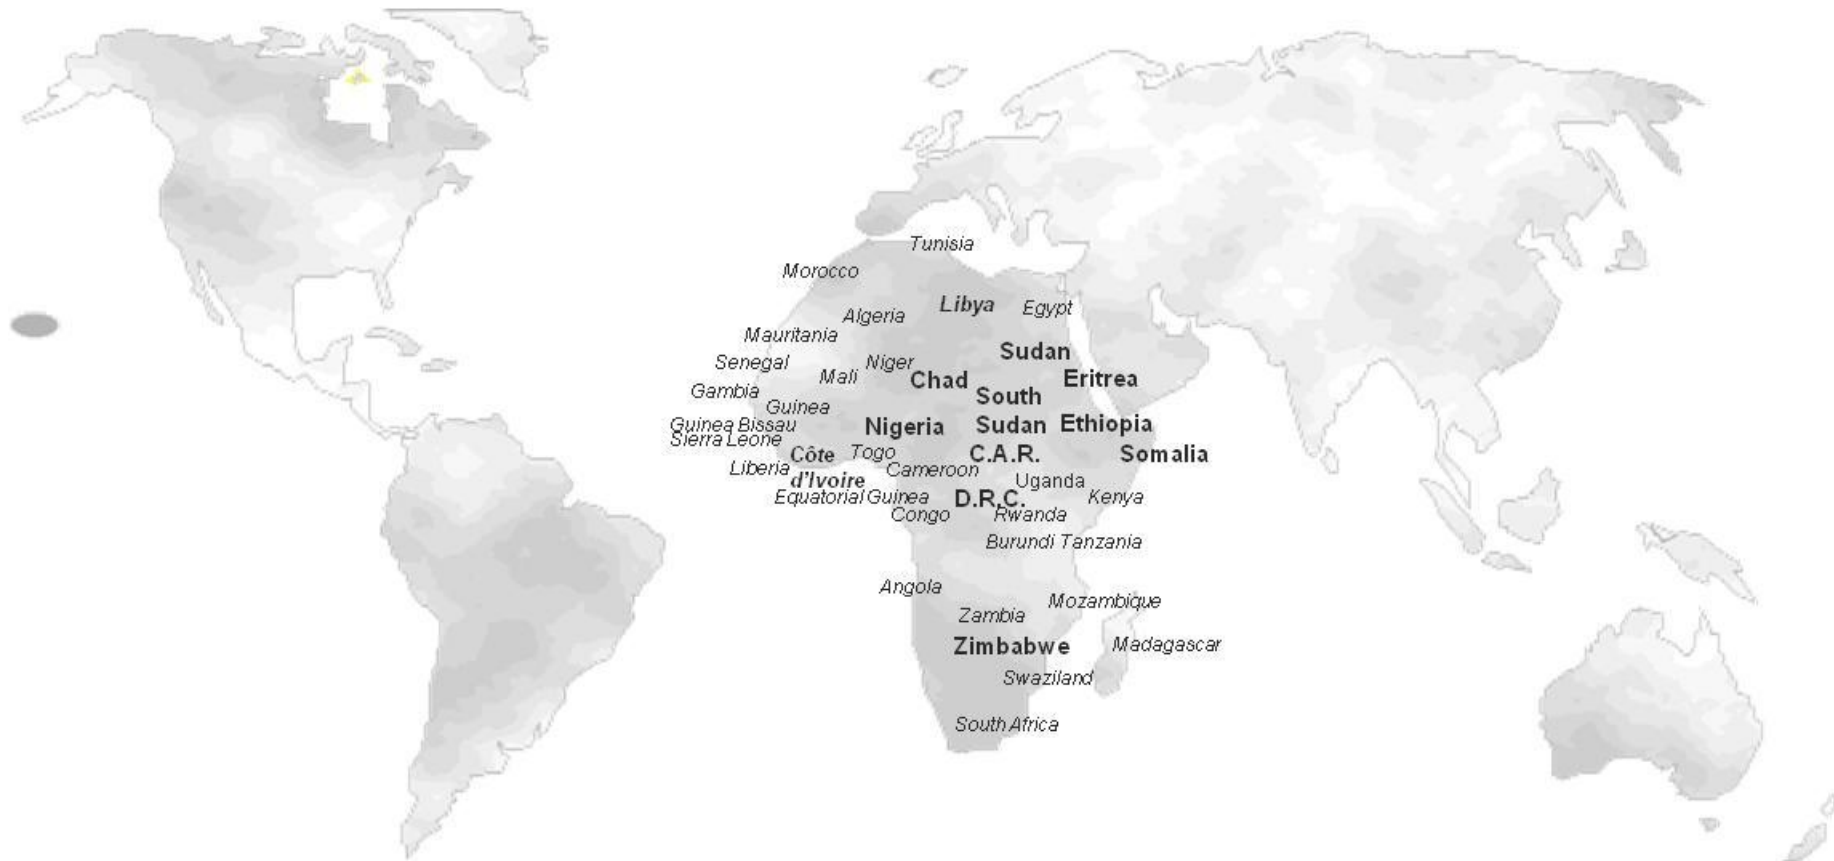 Tunisia
Morocco
Libya
Egypt
Algeria
Mauritania
Sudan
Senegal
Niger
Mali
Chad
Eritrea
Gambia
South
Sudan
Guinea
Guinea Bissau
Nigeria
Ethiopia
Sierra Leone
Côte
d'Ivoire
Togo
C.A.R.
Somalia
Liberia
Cameroon
Uganda
Equatorial Guinea
D.R.C.
Kenya
Congo
Rwanda
Burundi Tanzania
Angola
Mozambique
Zambia
Zimbabwe
Madagascar
Swaziland
South Africa